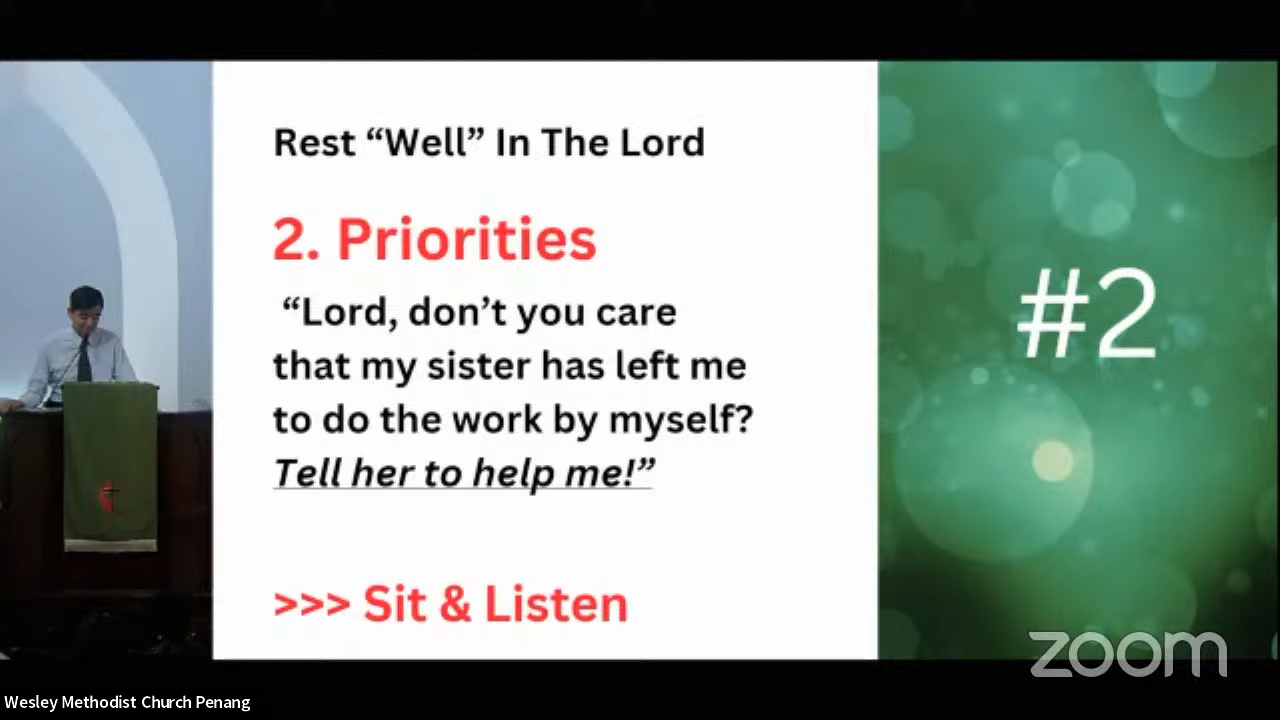 Rest “Well” In The Lord
2. Priorities
“Lord, don’t you care
that my sister has left me
to do the work by myself?
Tell her to help me!”
>>> Sit & Listen
#2
zoom
Wesley Methodist Church Penang